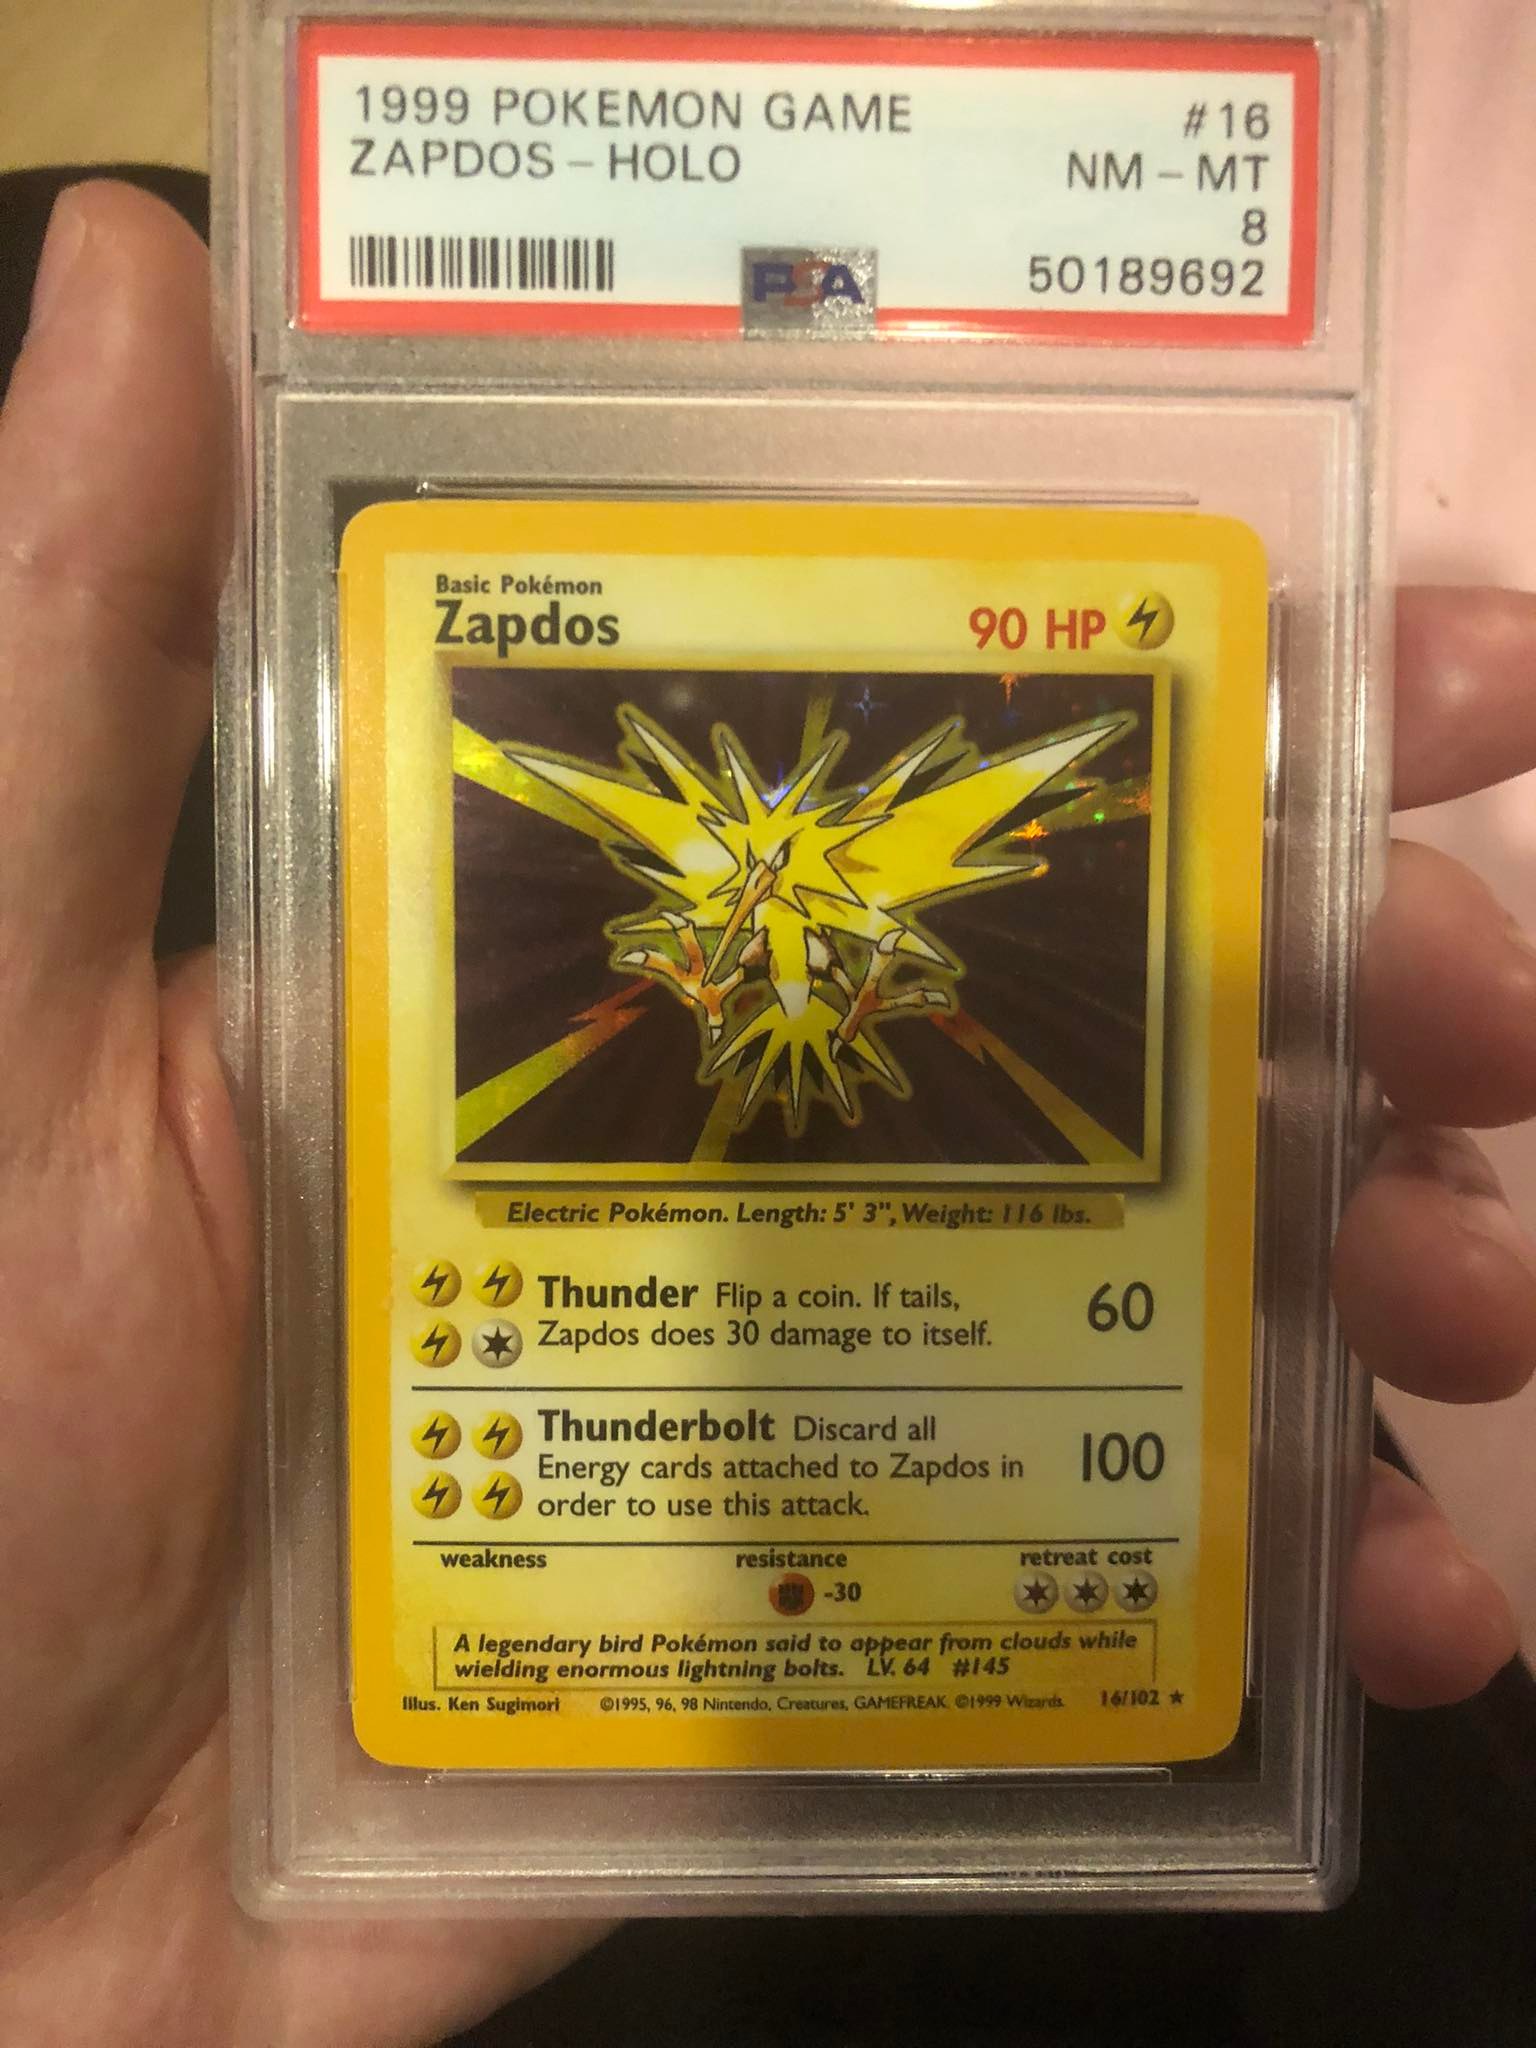 1999 POKEMON GAME #16
ZAPDOS - HOLO NM - MT
8
PSA 50189692
Basic Pokémon
Zapdos 90 HP
Electric Pokémon. Length: 5' 3", Weight: 116 lbs.
Thunder Flip a coin. If tails,
Zapdos does 30 damage to itself. 60
Thunderbolt Discard all
Energy cards attached to Zapdos in 100
order to use this attack.
weakness resistance retreat cost
-30
A legendary bird Pokémon said to appear from clouds while
wielding enormous lightning bolts. LV. 64 #145
Illus. Ken Sugimori ©1995, 96, 98 Nintendo, Creatures, GAMEFREAK. ©1999 Wizards. 16/102 ★